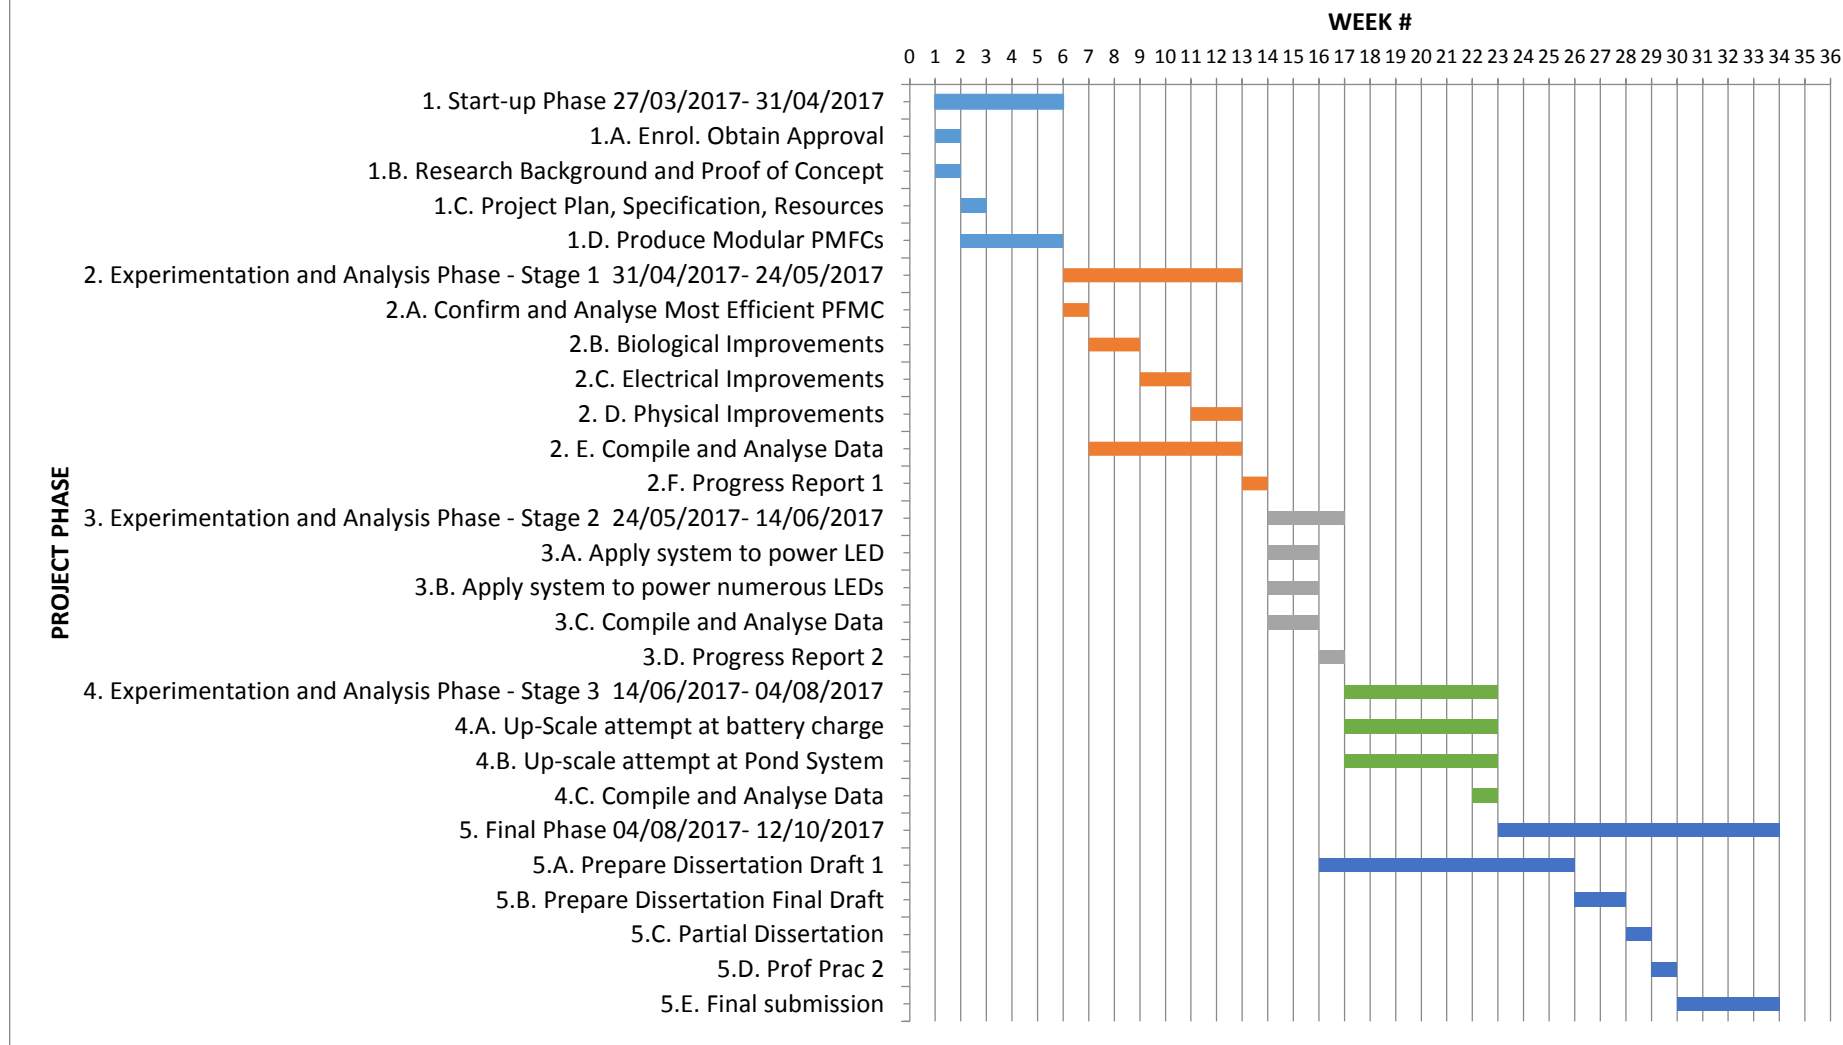 WEEK #
0 1 2 3 4 5 6 7 8 9 10 11 12 13 14 15 16 17 18 19 20 21 22 23 24 25 26 27 28 29 30 31 32 33 34 35 36
PROJECT PHASE
1. Start-up Phase 27/03/2017- 31/04/2017
1.A. Enrol. Obtain Approval
1.B. Research Background and Proof of Concept
1.C. Project Plan, Specification, Resources
1.D. Produce Modular PMFCs
2. Experimentation and Analysis Phase - Stage 1 31/04/2017- 24/05/2017
2.A. Confirm and Analyse Most Efficient PFMC
2.B. Biological Improvements
2.C. Electrical Improvements
2. D. Physical Improvements
2. E. Compile and Analyse Data
2.F. Progress Report 1
3. Experimentation and Analysis Phase - Stage 2 24/05/2017- 14/06/2017
3.A. Apply system to power LED
3.B. Apply system to power numerous LEDs
3.C. Compile and Analyse Data
3.D. Progress Report 2
4. Experimentation and Analysis Phase - Stage 3 14/06/2017- 04/08/2017
4.A. Up-Scale attempt at battery charge
4.B. Up-scale attempt at Pond System
4.C. Compile and Analyse Data
5. Final Phase 04/08/2017- 12/10/2017
5.A. Prepare Dissertation Draft 1
5.B. Prepare Dissertation Final Draft
5.C. Partial Dissertation
5.D. Prof Prac 2
5.E. Final submission